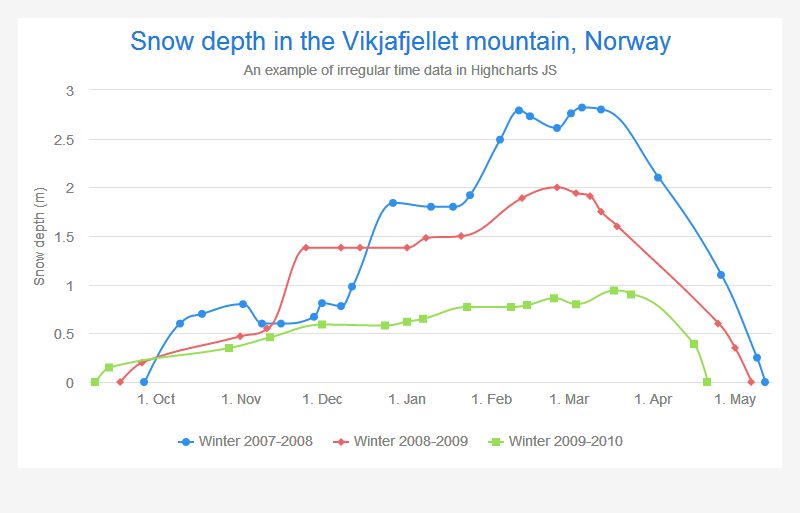 Snow depth in the Vikjafjellet mountain, Norway
An example of irregular time data in Highcharts JS
Snow depth (m)
3
2.5
2
1.5
1
0.5
0
1. Oct 1. Nov 1. Dec 1. Jan 1. Feb 1. Mar 1. Apr 1. May
Winter 2007-2008 Winter 2008-2009 Winter 2009-2010